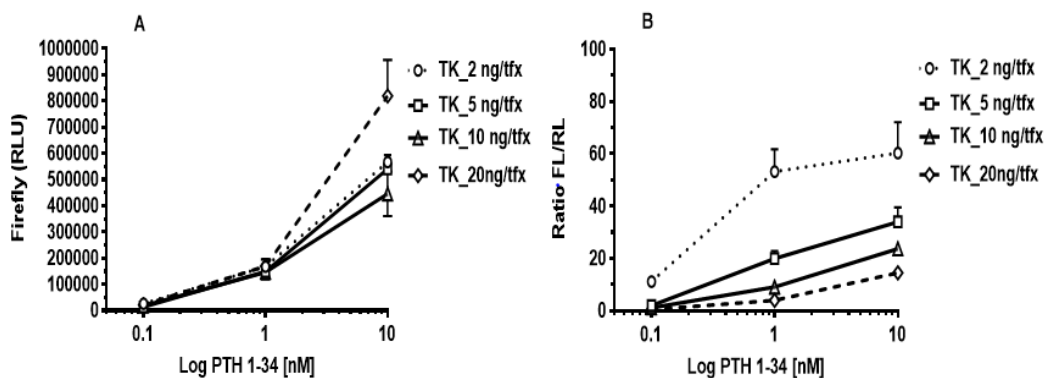 A
Firefly (RLU)
1000000
900000
800000
700000
600000
500000
400000
300000
200000
100000
0
0.1 1 10
Log PTH 1-34 [nM]
TK_2 ng/tfx
TK_5 ng/tfx
TK_10 ng/tfx
TK_20ng/tfx
B
Ratio FL/RL
100
80
60
40
20
0
0.1 1 10
Log PTH 1-34 [nM]
TK_2 ng/tfx
TK_5 ng/tfx
TK_10 ng/tfx
TK_20ng/tfx